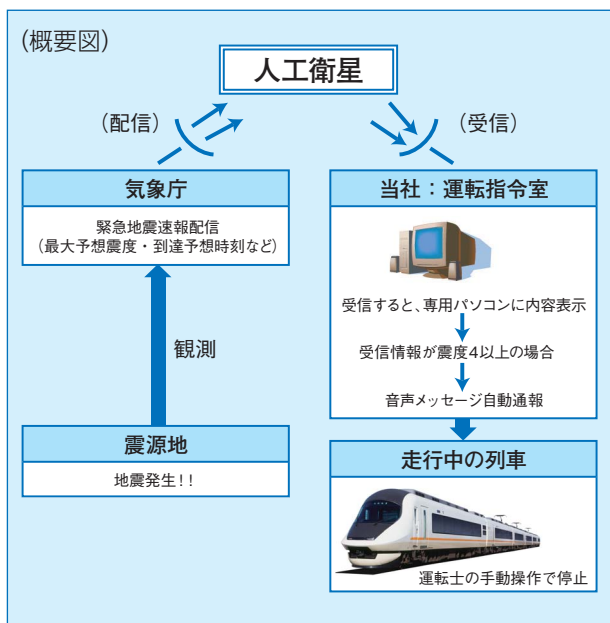 (概要図)
人工衛星
(配信)
(受信)
気象庁
緊急地震速報配信
(最大予想震度・到達予想時刻など)
観測
震源地
地震発生!!
当社：運転指令室
受信すると、専用パソコンに内容表示
受信情報が震度4以上の場合
音声メッセージ自動通報
走行中の列車
運転士の手動操作で停止